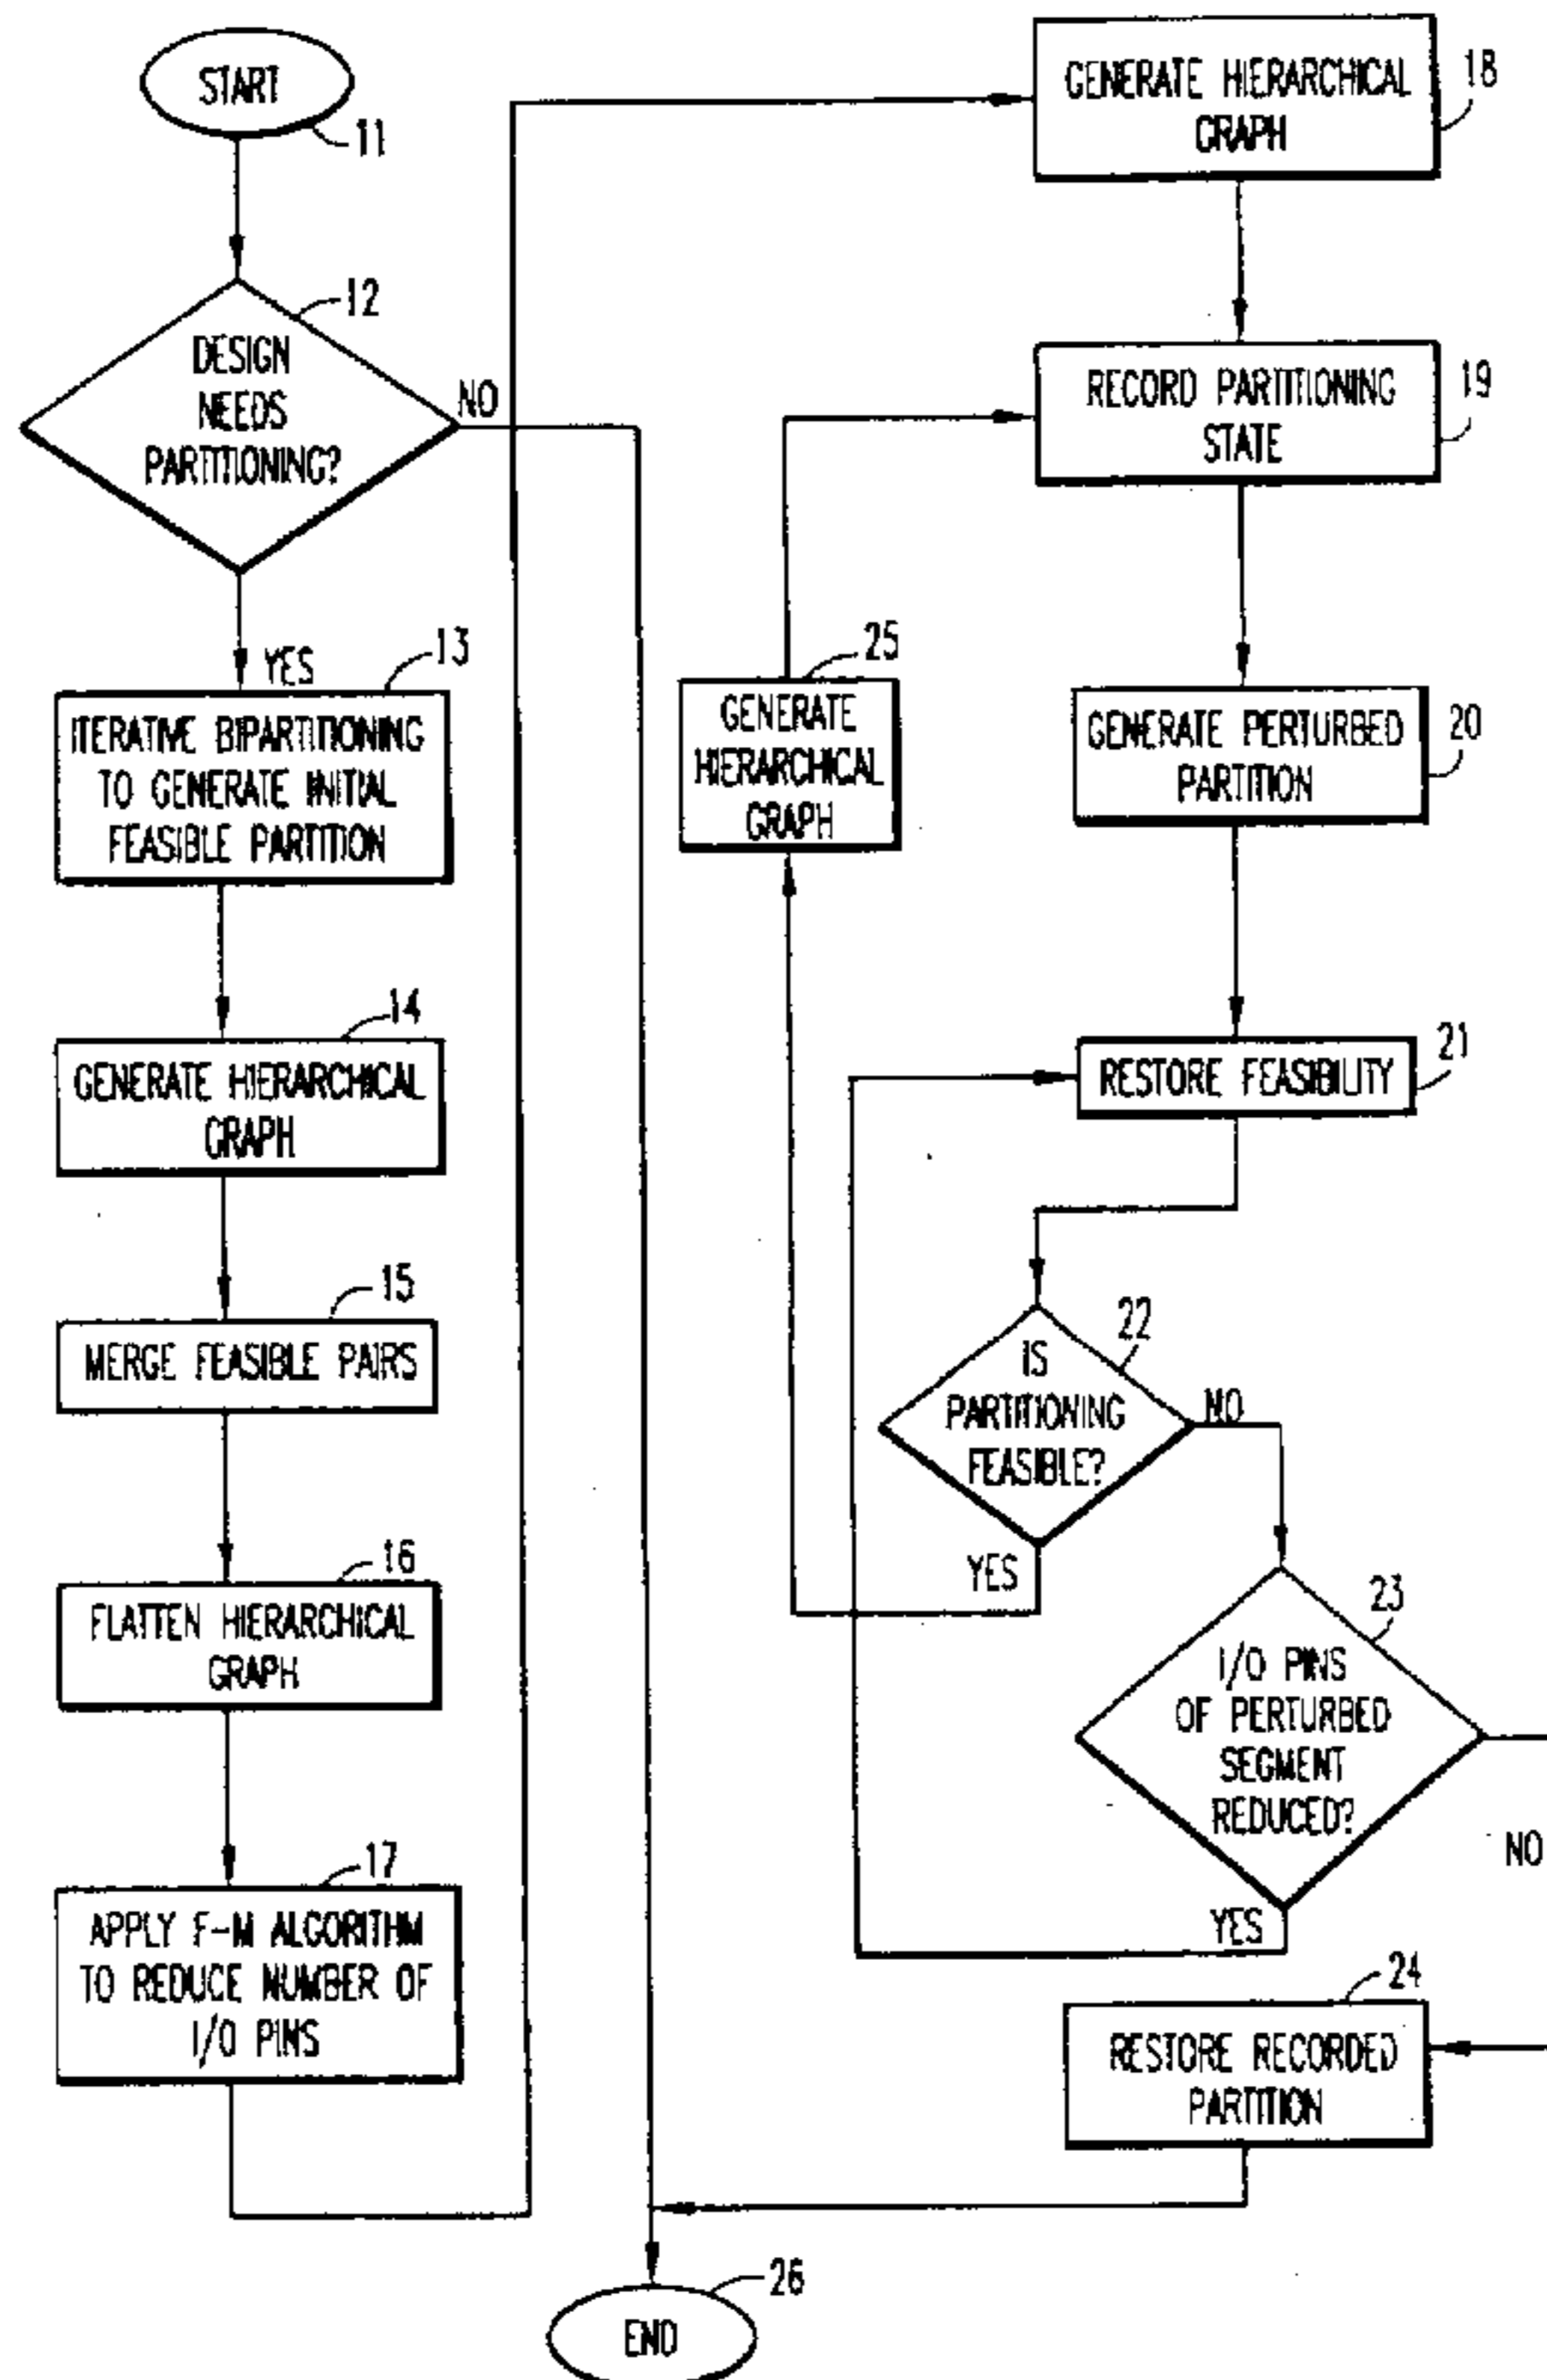 START
11
12
DESIGN
NEEDS
PARTITIONING?
NO
YES
13
ITERATIVE BIPARTITIONING
TO GENERATE INITIAL
FEASIBLE PARTITION
14
GENERATE HIERARCHICAL
GRAPH
15
MERGE FEASIBLE PAIRS
16
FLATTEN HIERARCHICAL
GRAPH
17
APPLY F-M ALGORITHM
TO REDUCE NUMBER OF
I/O PINS
18
GENERATE HIERARCHICAL
GRAPH
19
RECORD PARTITIONING
STATE
25
GENERATE
HIERARCHICAL
GRAPH
20
GENERATE PERTURBED
PARTITION
21
RESTORE FEASIBILITY
22
IS
PARTITIONING
FEASIBLE?
NO
YES
23
I/O PINS
OF PERTURBED
SEGMENT
REDUCED?
NO
YES
24
RESTORE RECORDED
PARTITION
26
END